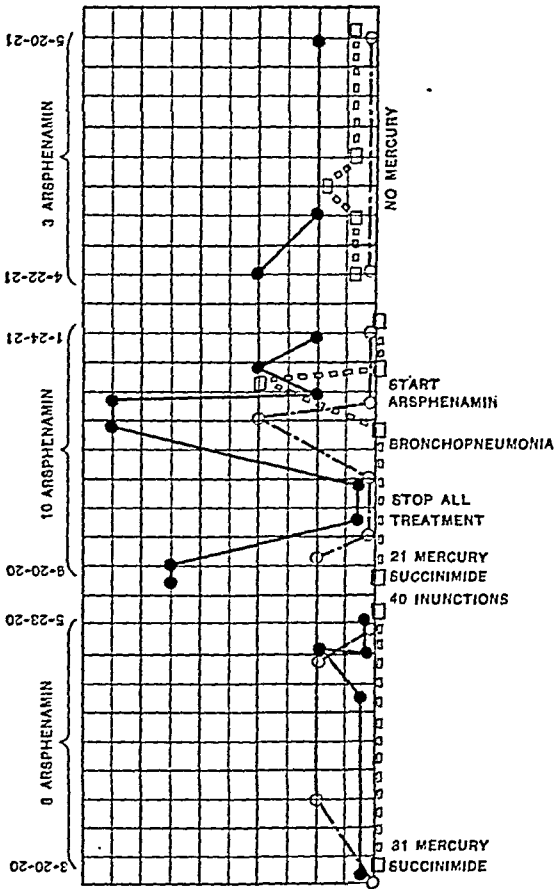 5-20-21
3 ARSPHENAMIN
NO MERCURY
4-22-21
1-24-21
START
ARSPHENAMIN
BRONCHOPNEUMONIA
10 ARSPHENAMIN
STOP ALL
TREATMENT
21 MERCURY
SUCCINIMIDE
9-20-20
40 INUNCTIONS
5-23-20
8 ARSPHENAMIN
31 MERCURY
SUCCINIMIDE
3-20-20